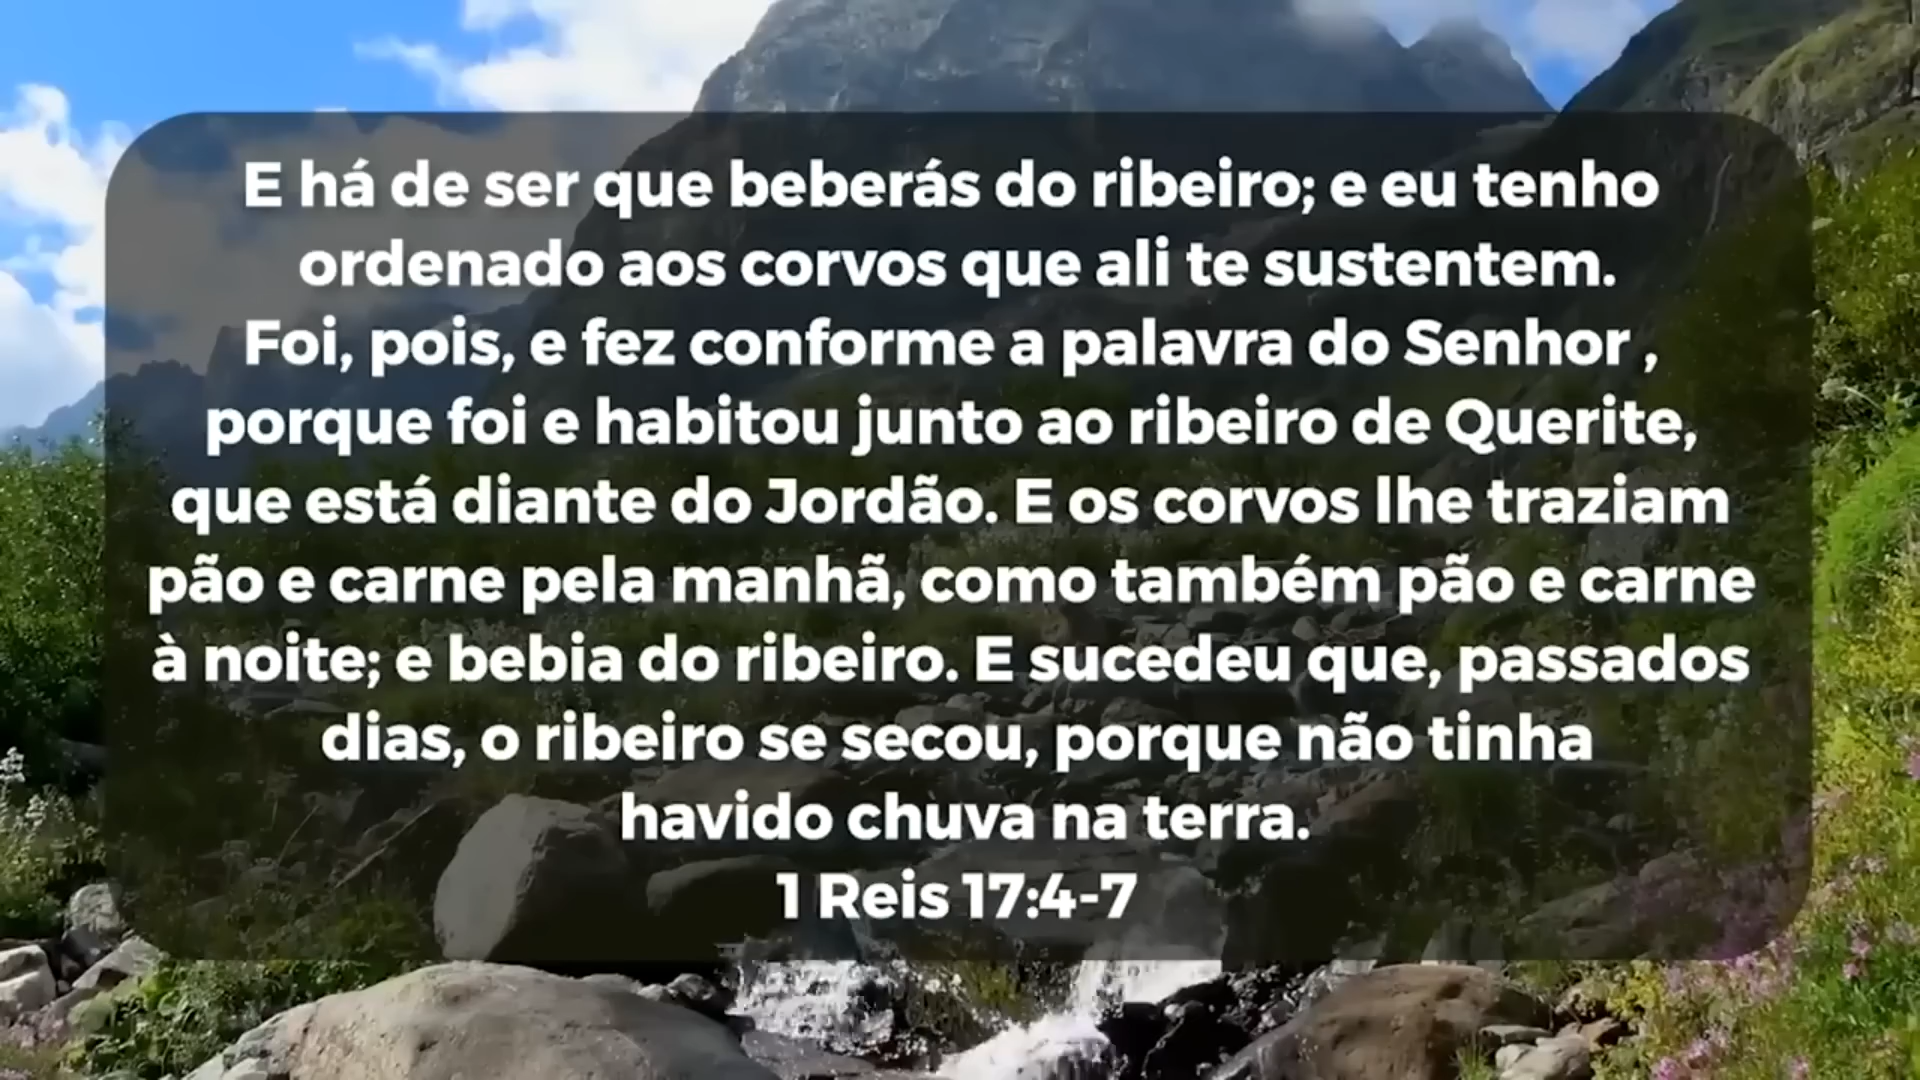 E há de ser que beberás do ribeiro; e eu tenho
ordenado aos corvos que ali te sustentem.
Foi, pois, e fez conforme a palavra do Senhor ,
porque foi e habitou junto ao ribeiro de Querite,
que está diante do Jordão. E os corvos lhe traziam
pão e carne pela manhã, como também pão e carne
à noite; e bebia do ribeiro. E sucedeu que, passados
dias, o ribeiro se secou, porque não tinha
havido chuva na terra.
1 Reis 17:4-7